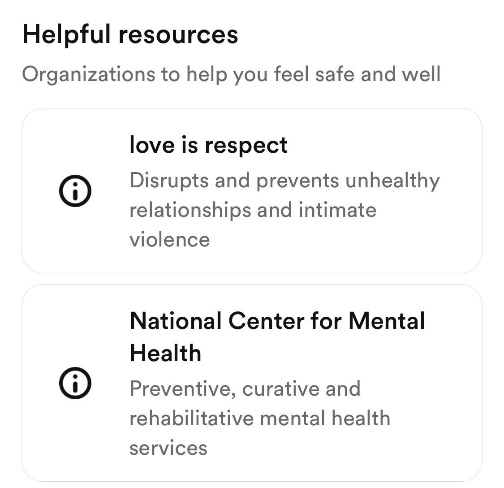 Helpful resources
Organizations to help you feel safe and well
love is respect
Disrupts and prevents unhealthy
relationships and intimate
violence
National Center for Mental
Health
Preventive, curative and
rehabilitative mental health
services